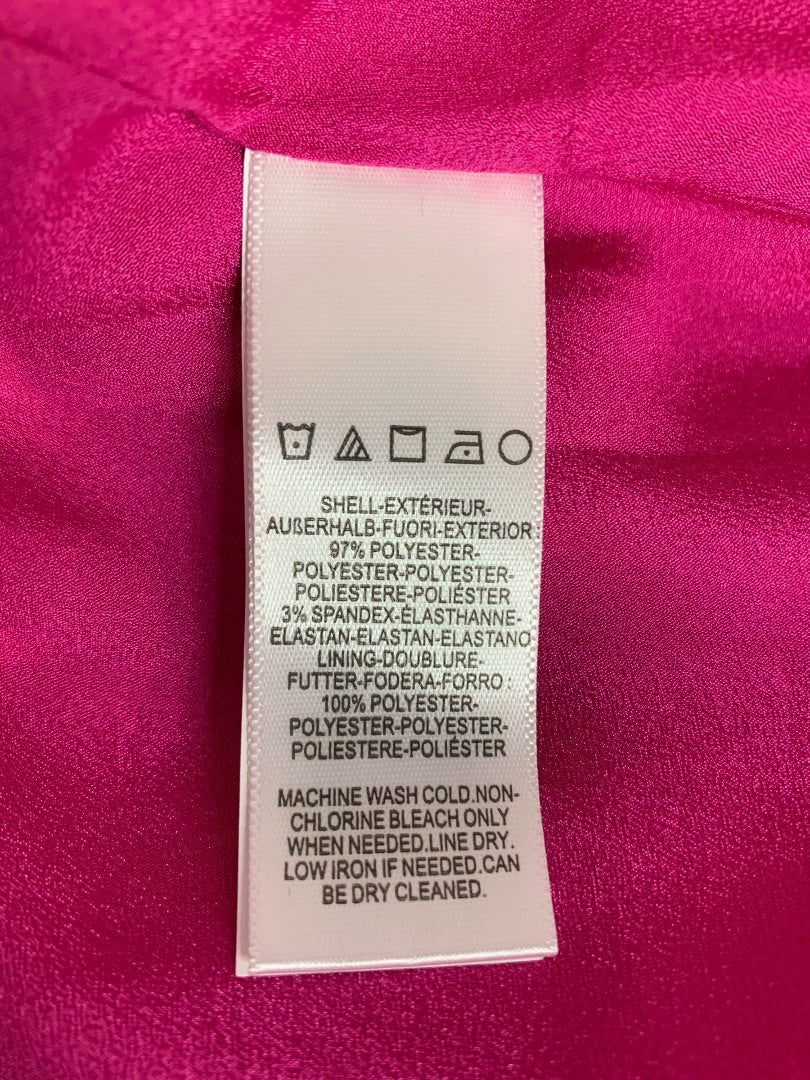 SHELL-EXTÉRIEUR-
AUßERHALB-FUORI-EXTERIOR :
97% POLYESTER-
POLYESTER-POLYESTER-
POLIESTERE-POLIÉSTER
3% SPANDEX-ÉLASTHANNE-
ELASTAN-ELASTAN-ELASTANO
LINING-DOUBLURE-
FUTTER-FODERA-FORRO :
100% POLYESTER-
POLYESTER-POLYESTER-
POLIESTERE-POLIÉSTER
MACHINE WASH COLD.NON-
CHLORINE BLEACH ONLY
WHEN NEEDED.LINE DRY.
LOW IRON IF NEEDED.CAN
BE DRY CLEANED.